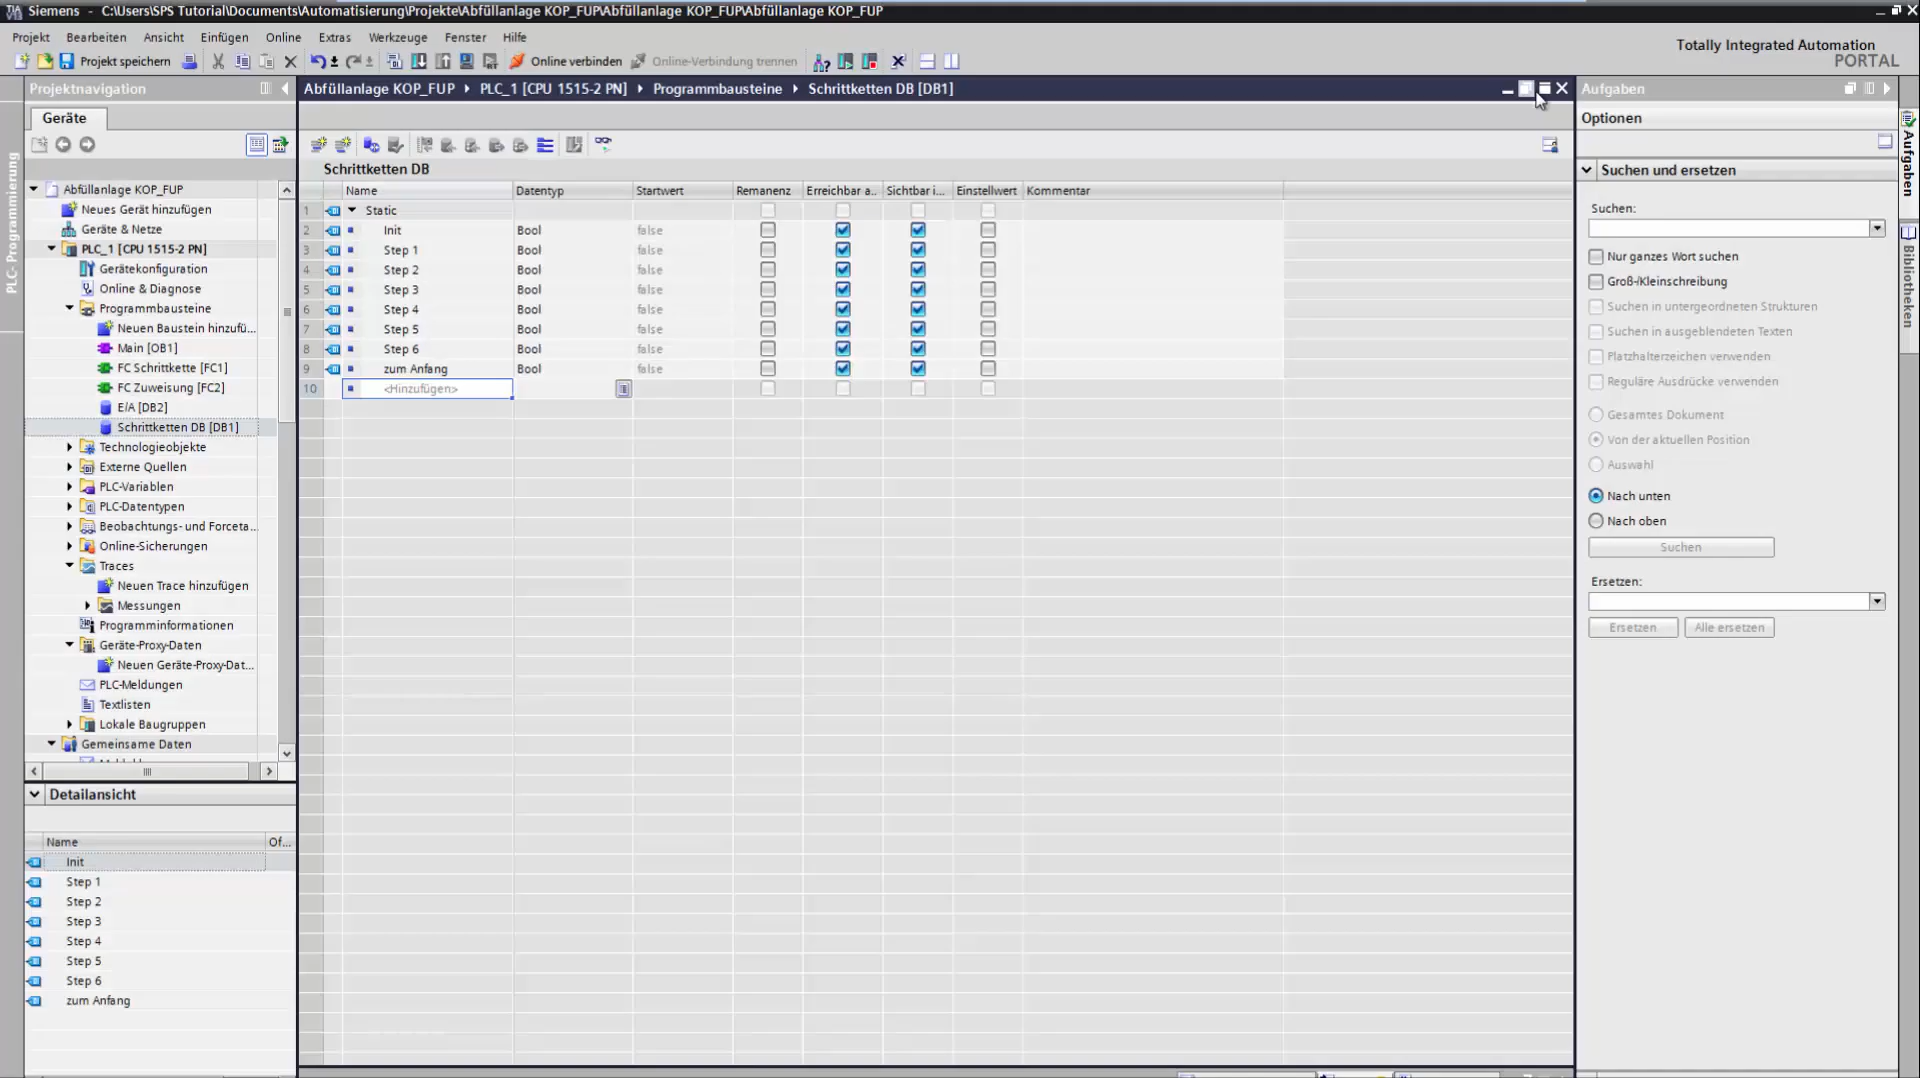 Siemens - C:\Users\SPS Tutorial\Documents\Automatisierung\Projekte\Abfüllanlage KOP_FUP\Abfüllanlage KOP_FUP\Abfüllanlage KOP_FUP
Projekt Bearbeiten Ansicht Einfügen Online Extras Werkzeuge Fenster Hilfe
Totally Integrated Automation
PORTAL
Projekt speichern Online verbinden Online-Verbindung trennen
Projektnavigation
Abfüllanlage KOP_FUP PLC_1 [CPU 1515-2 PN] Programmbausteine Schrittketten DB [DB1]
Aufgaben
Geräte
Optionen
PLC- Programmierung
Aufgaben
Bibliotheken
Abfüllanlage KOP_FUP
Neues Gerät hinzufügen
Geräte & Netze
PLC_1 [CPU 1515-2 PN]
Gerätekonfiguration
Online & Diagnose
Programmbausteine
Neuen Baustein hinzufü...
Main [OB1]
FC Schrittkette [FC1]
FC Zuweisung [FC2]
E/A [DB2]
Schrittketten DB [DB1]
Technologieobjekte
Externe Quellen
PLC-Variablen
PLC-Datentypen
Beobachtungs- und Forceta...
Online-Sicherungen
Traces
Neuen Trace hinzufügen
Messungen
Programminformationen
Geräte-Proxy-Daten
Neuen Geräte-Proxy-Dat...
PLC-Meldungen
Textlisten
Lokale Baugruppen
Gemeinsame Daten
Detailansicht
Name Of...
Init
Step 1
Step 2
Step 3
Step 4
Step 5
Step 6
zum Anfang
Schrittketten DB
Name Datentyp Startwert Remanenz Erreichbar a.. Sichtbar i... Einstellwert Kommentar
1 Static
2 Init Bool false
3 Step 1 Bool false
4 Step 2 Bool false
5 Step 3 Bool false
6 Step 4 Bool false
7 Step 5 Bool false
8 Step 6 Bool false
9 zum Anfang Bool false
10 <Hinzufügen>
Suchen und ersetzen
Suchen:
Nur ganzes Wort suchen
Groß-/Kleinschreibung
Suchen in untergeordneten Strukturen
Suchen in ausgeblendeten Texten
Platzhalterzeichen verwenden
Reguläre Ausdrücke verwenden
Gesamtes Dokument
Von der aktuellen Position
Auswahl
Nach unten
Nach oben
Suchen
Ersetzen:
Ersetzen Alle ersetzen